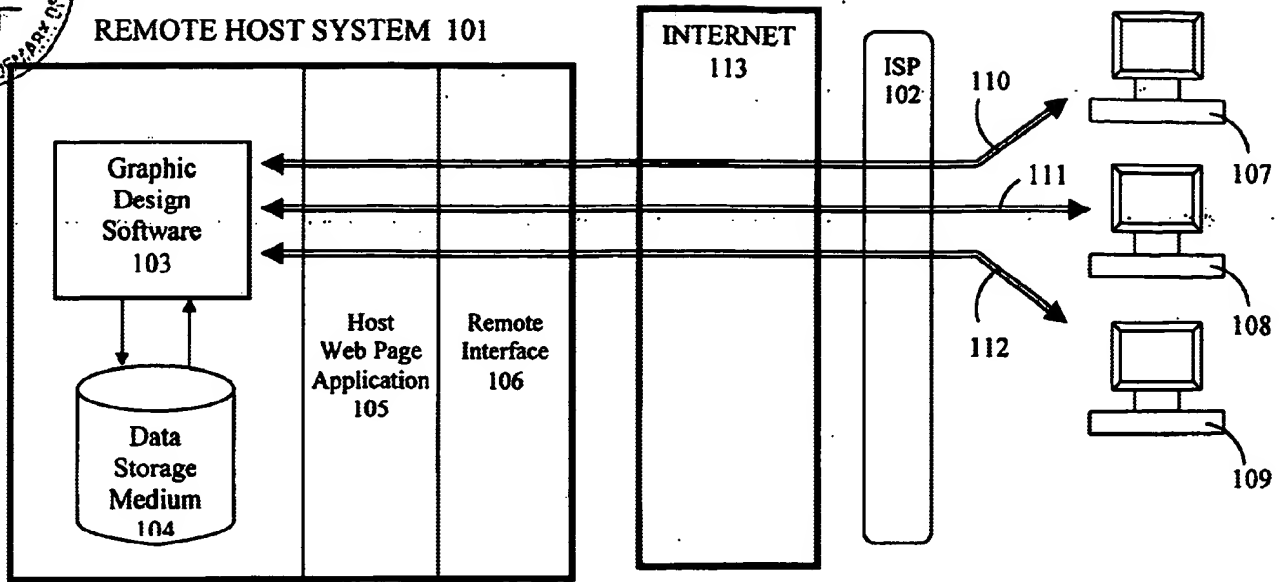 REMOTE HOST SYSTEM 101
INTERNET
113
ISP
102
110
107
111
Graphic
Design
Software
103
108
Host
Web Page
Application
105
Remote
Interface
106
112
Data
Storage
Medium
104
109